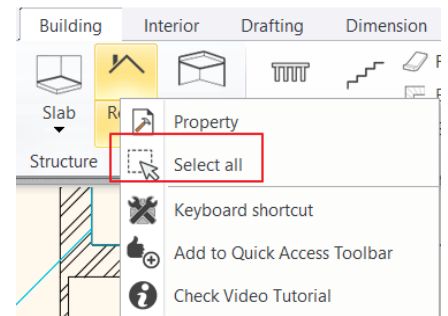 Building Interior Drafting Dimension
Slab
Structure
Property
Select all
Keyboard shortcut
Add to Quick Access Toolbar
Check Video Tutorial